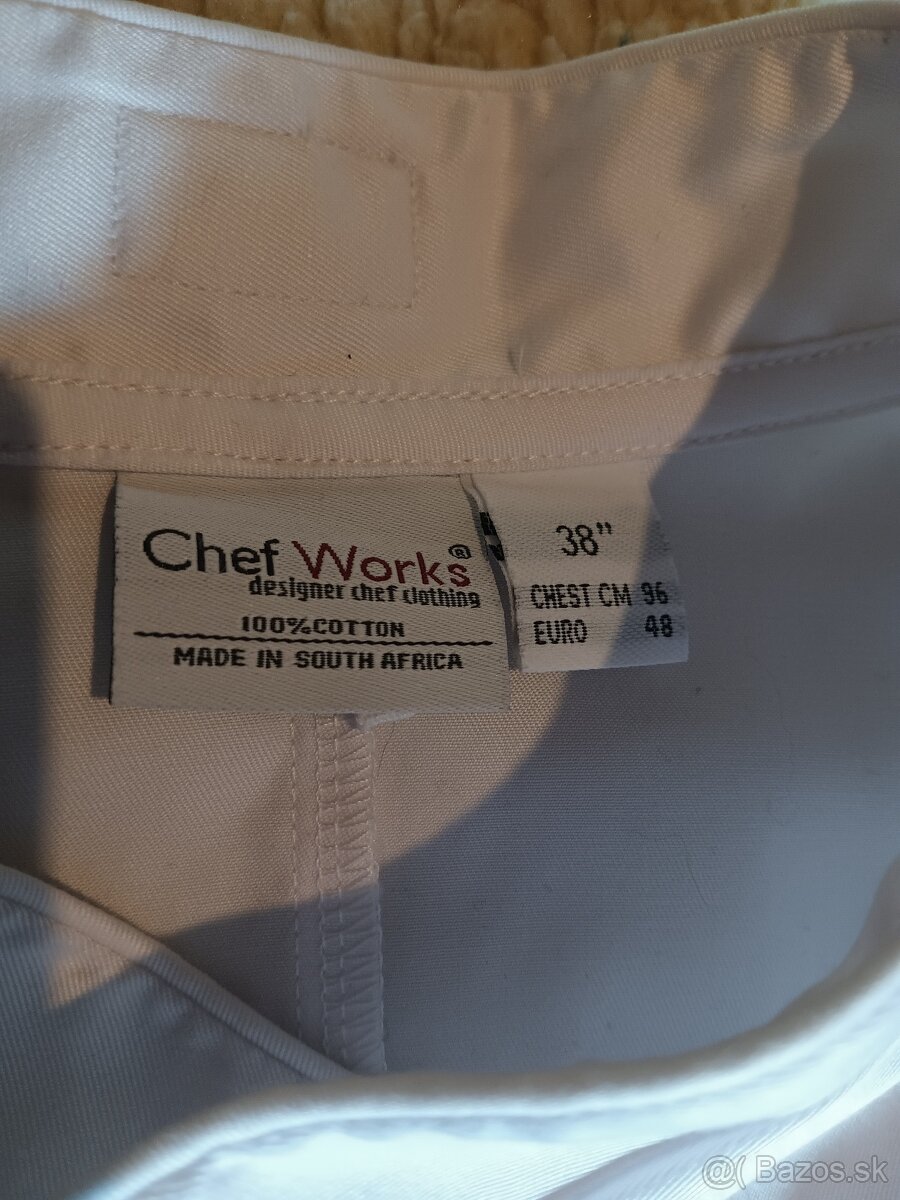 Chef Works®
designer chef clothing
100%COTTON
MADE IN SOUTH AFRICA
38"
CHEST CM 96
EURO 48
@( Bazos.sk